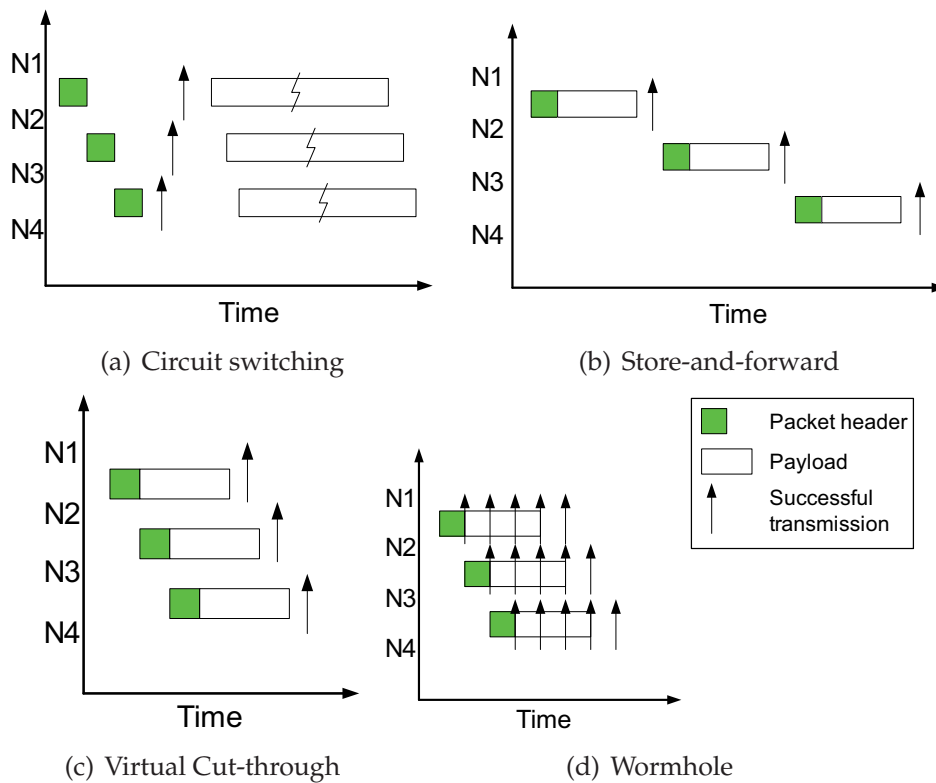 N1
N2
N3
N4
Time
(a) Circuit switching
N1
N2
N3
N4
Time
(b) Store-and-forward
N1
N2
N3
N4
Time
(c) Virtual Cut-through
Packet header
Payload
Successful
transmission
N1
N2
N3
N4
Time
(d) Wormhole